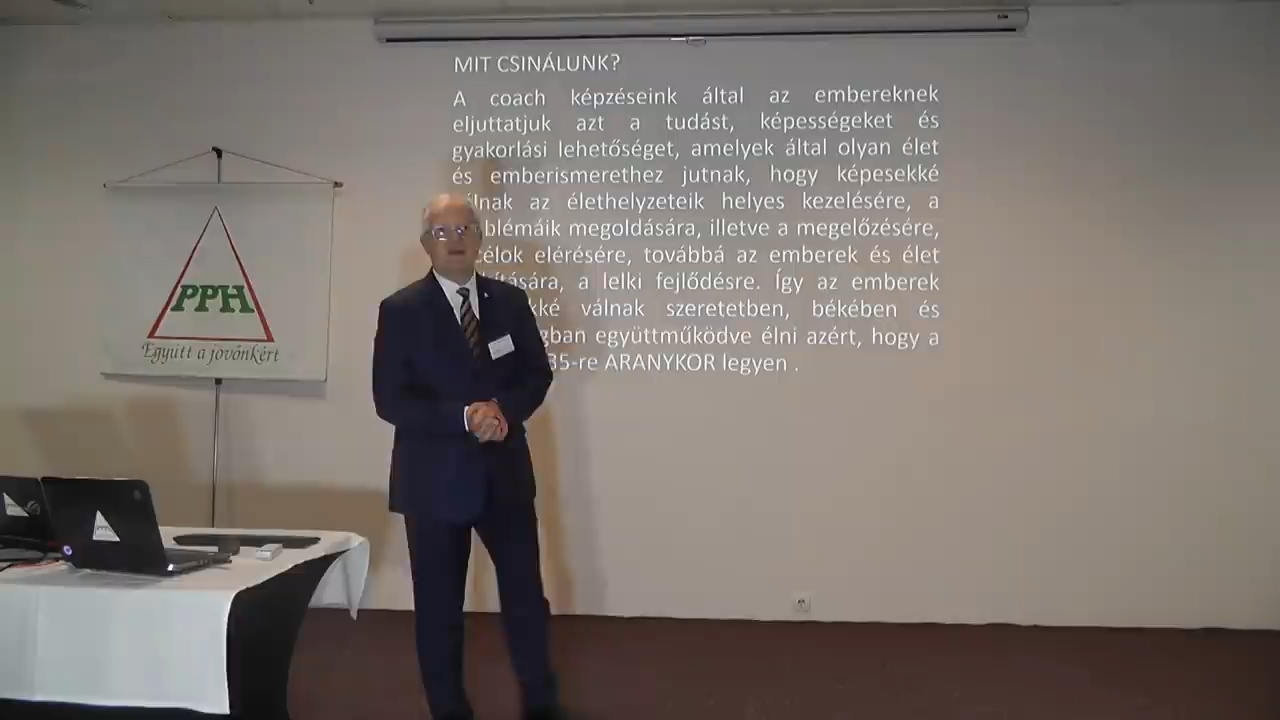 MIT CSINÁLUNK?
A coach képzéseink által az embereknek
eljuttatjuk azt a tudást, képességeket és
gyakorlási lehetőséget, amelyek által olyan élet
és emberismerethez jutnak, hogy képesekké
az élethelyzeteik helyes kezelésére, a
megoldására, illetve a megelőzésére,
célok elérésére, továbbá az emberek és élet
a lelki fejlődésre. Így az emberek
válnak szeretetben, békében és
együttműködve élni azért, hogy a
35-re ARANYKOR legyen .
PPH
Együtt a jövőnkért